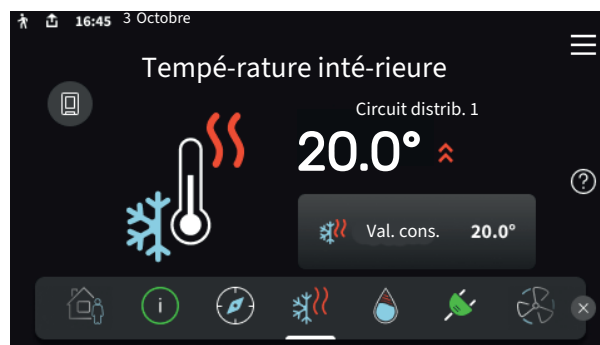 16:45 3 Octobre
Tempé-rature inté-rieure
Circuit distrib. 1
20.0°
Val. cons. 20.0°